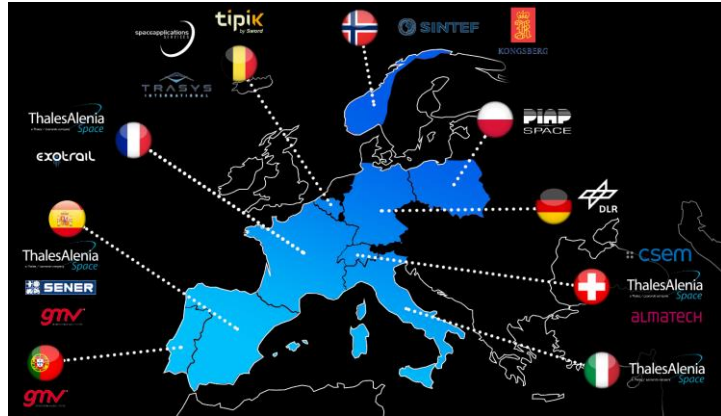 tipik
by Sword
spaceapplications
SERVICES
TRASYS
INTERNATIONAL
SINTEF
KONGSBERG
ThalesAlenia
Space
exotrail
PIAP
SPACE
DLR
ThalesAlenia
Space
SENER
gmv
csem
ThalesAlenia
Space
ALMATECH
gmv
ThalesAlenia
Space